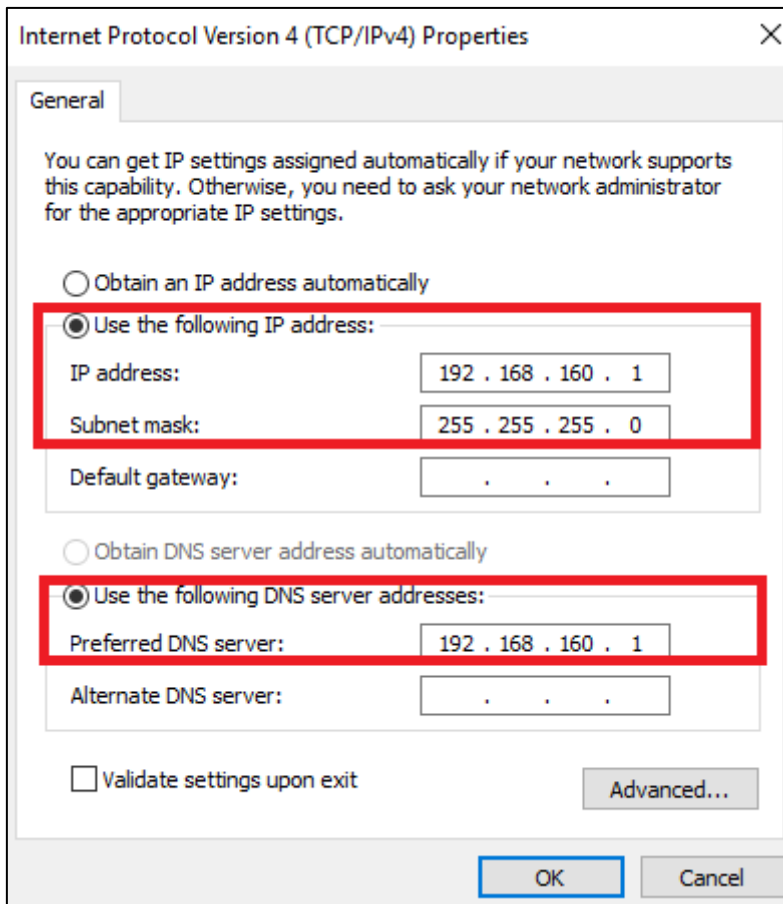 Internet Protocol Version 4 (TCP/IPv4) Properties
General
You can get IP settings assigned automatically if your network supports
this capability. Otherwise, you need to ask your network administrator
for the appropriate IP settings.
Obtain an IP address automatically
Use the following IP address:
IP address: 192 . 168 . 160 . 1
Subnet mask: 255 . 255 . 255 . 0
Default gateway: . . .
Obtain DNS server address automatically
Use the following DNS server addresses:
Preferred DNS server: 192 . 168 . 160 . 1
Alternate DNS server: . . .
Validate settings upon exit
Advanced...
OK Cancel